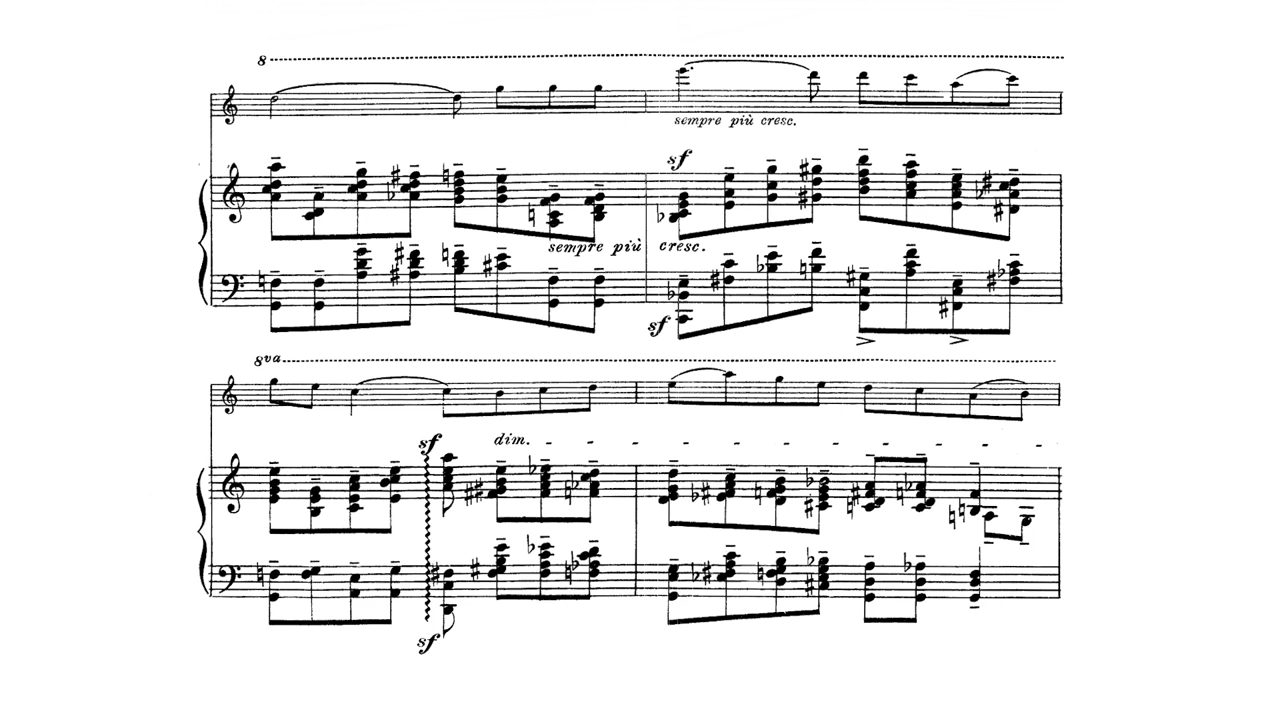 8
sempre più cresc.
sf
sempre più cresc.
sf
8va
sf
dim.
sf